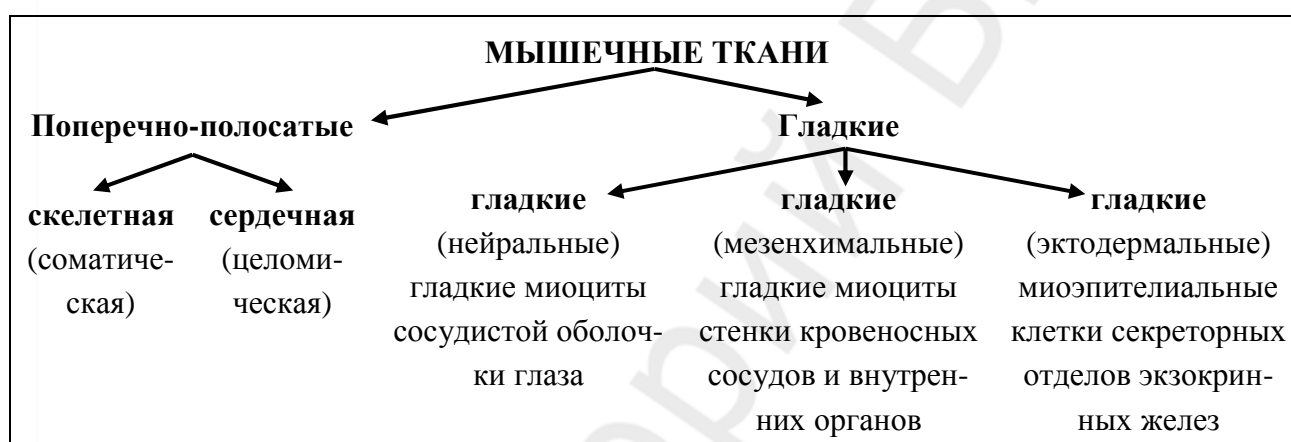 МЫШЕЧНЫЕ ТКАНИ
Поперечно-полосатые
Гладкие
скелетная
(соматиче-
ская)
сердечная
(целоми-
ческая)
гладкие
(нейральные)
гладкие миоциты
сосудистой оболоч-
ки глаза
гладкие
(мезенхимальные)
гладкие миоциты
стенки кровеносных
сосудов и внутрен-
них органов
гладкие
(эктодермальные)
миоэпителиальные
клетки секреторных
отделов экзокрин-
ных желез